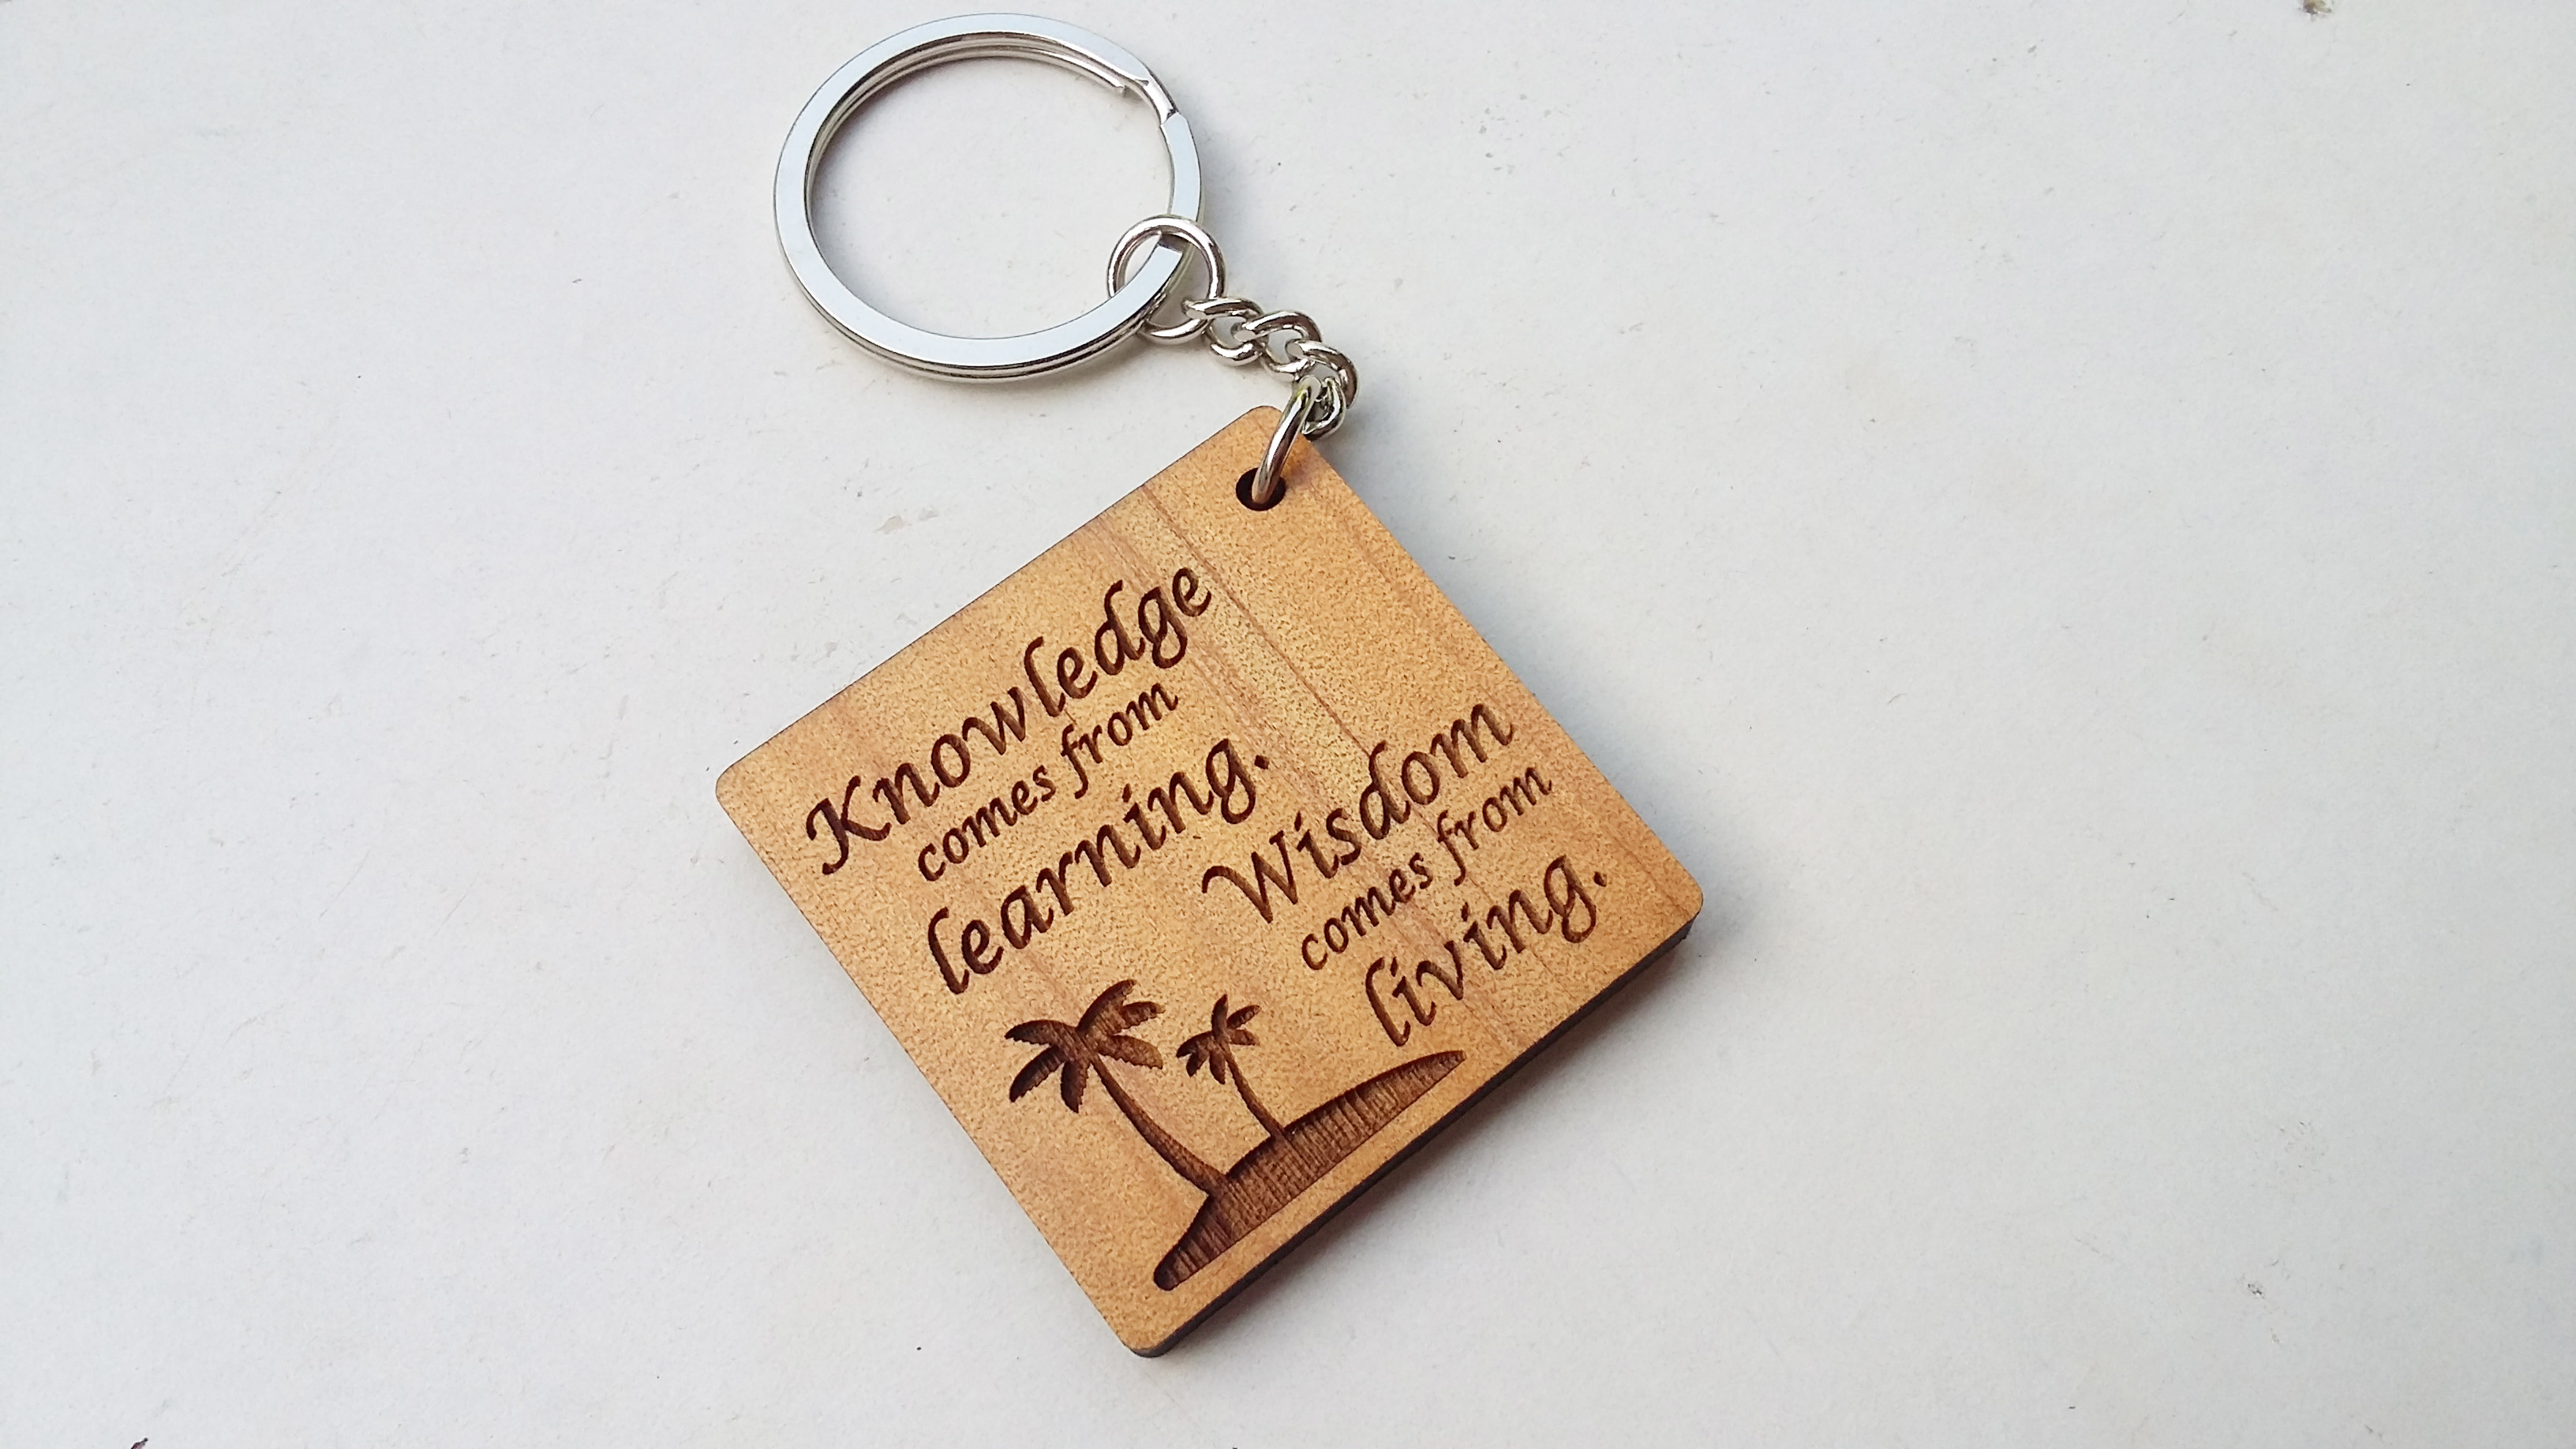 Knowledge
comes from
learning.
Wisdom
comes from
living.